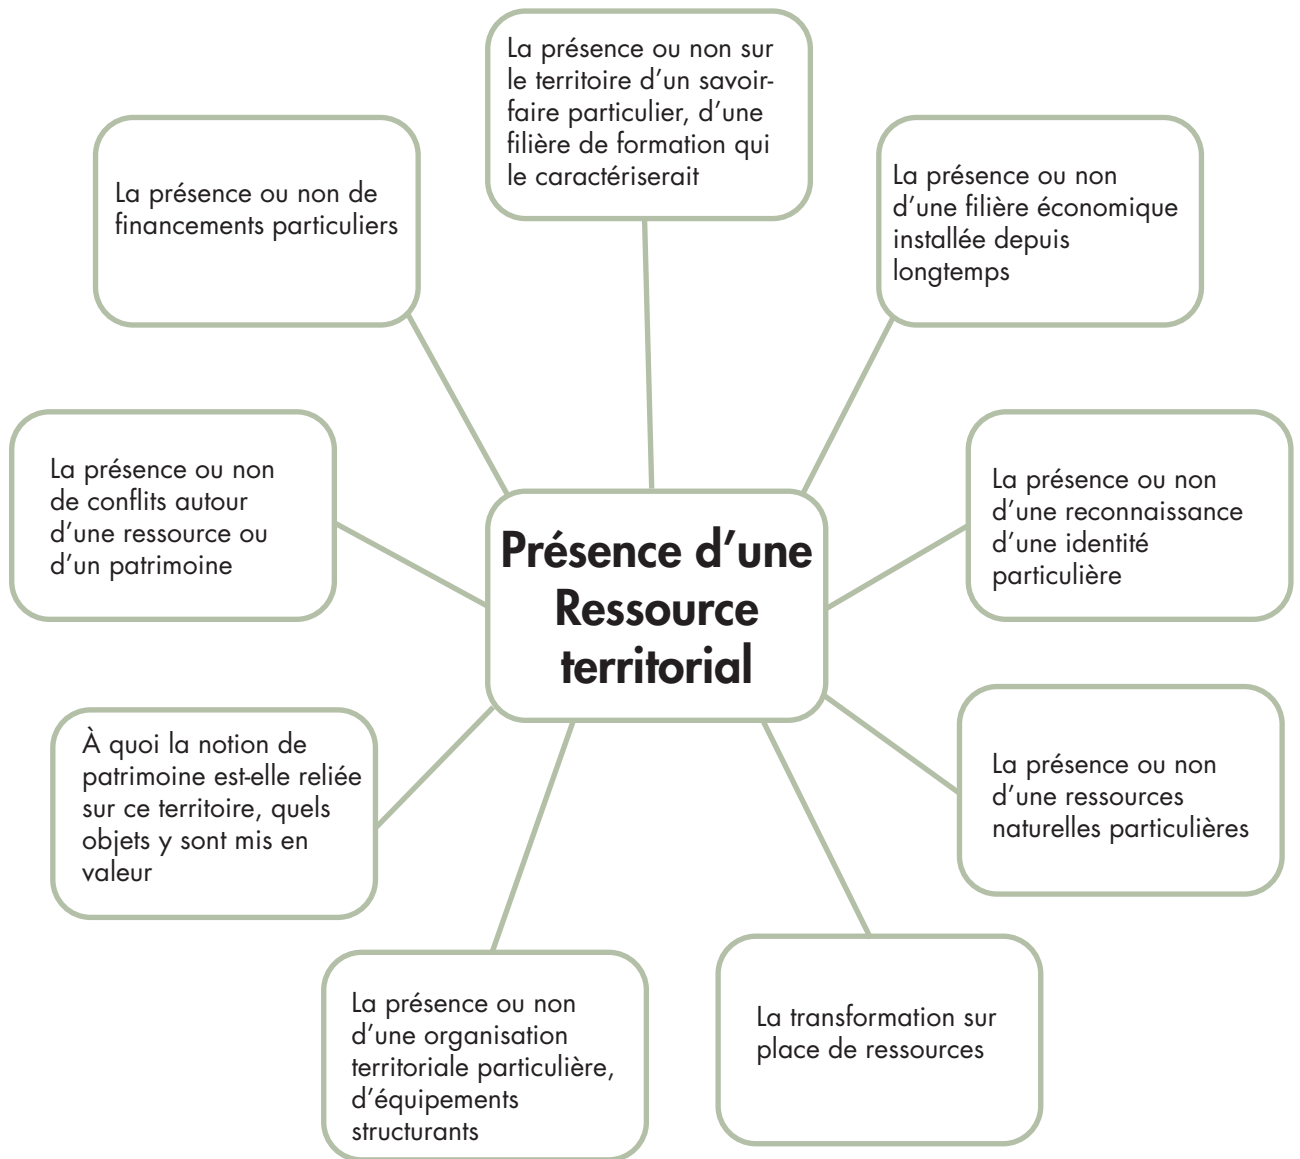 La présence ou non sur
le territoire d’un savoir-
faire particulier, d’une
filière de formation qui
le caractériserait
La présence ou non de
financements particuliers
La présence ou non
d’une filière économique
installée depuis
longtemps
La présence ou non
de conflits autour
d’une ressource ou
d’un patrimoine
Présence d’une
Ressource
territorial
La présence ou non
d’une reconnaissance
d’une identité
particulière
À quoi la notion de
patrimoine est-elle reliée
sur ce territoire, quels
objets y sont mis en
valeur
La présence ou non
d’une ressources
naturelles particulières
La présence ou non
d’une organisation
territoriale particulière,
d’équipements
structurants
La transformation sur
place de ressources